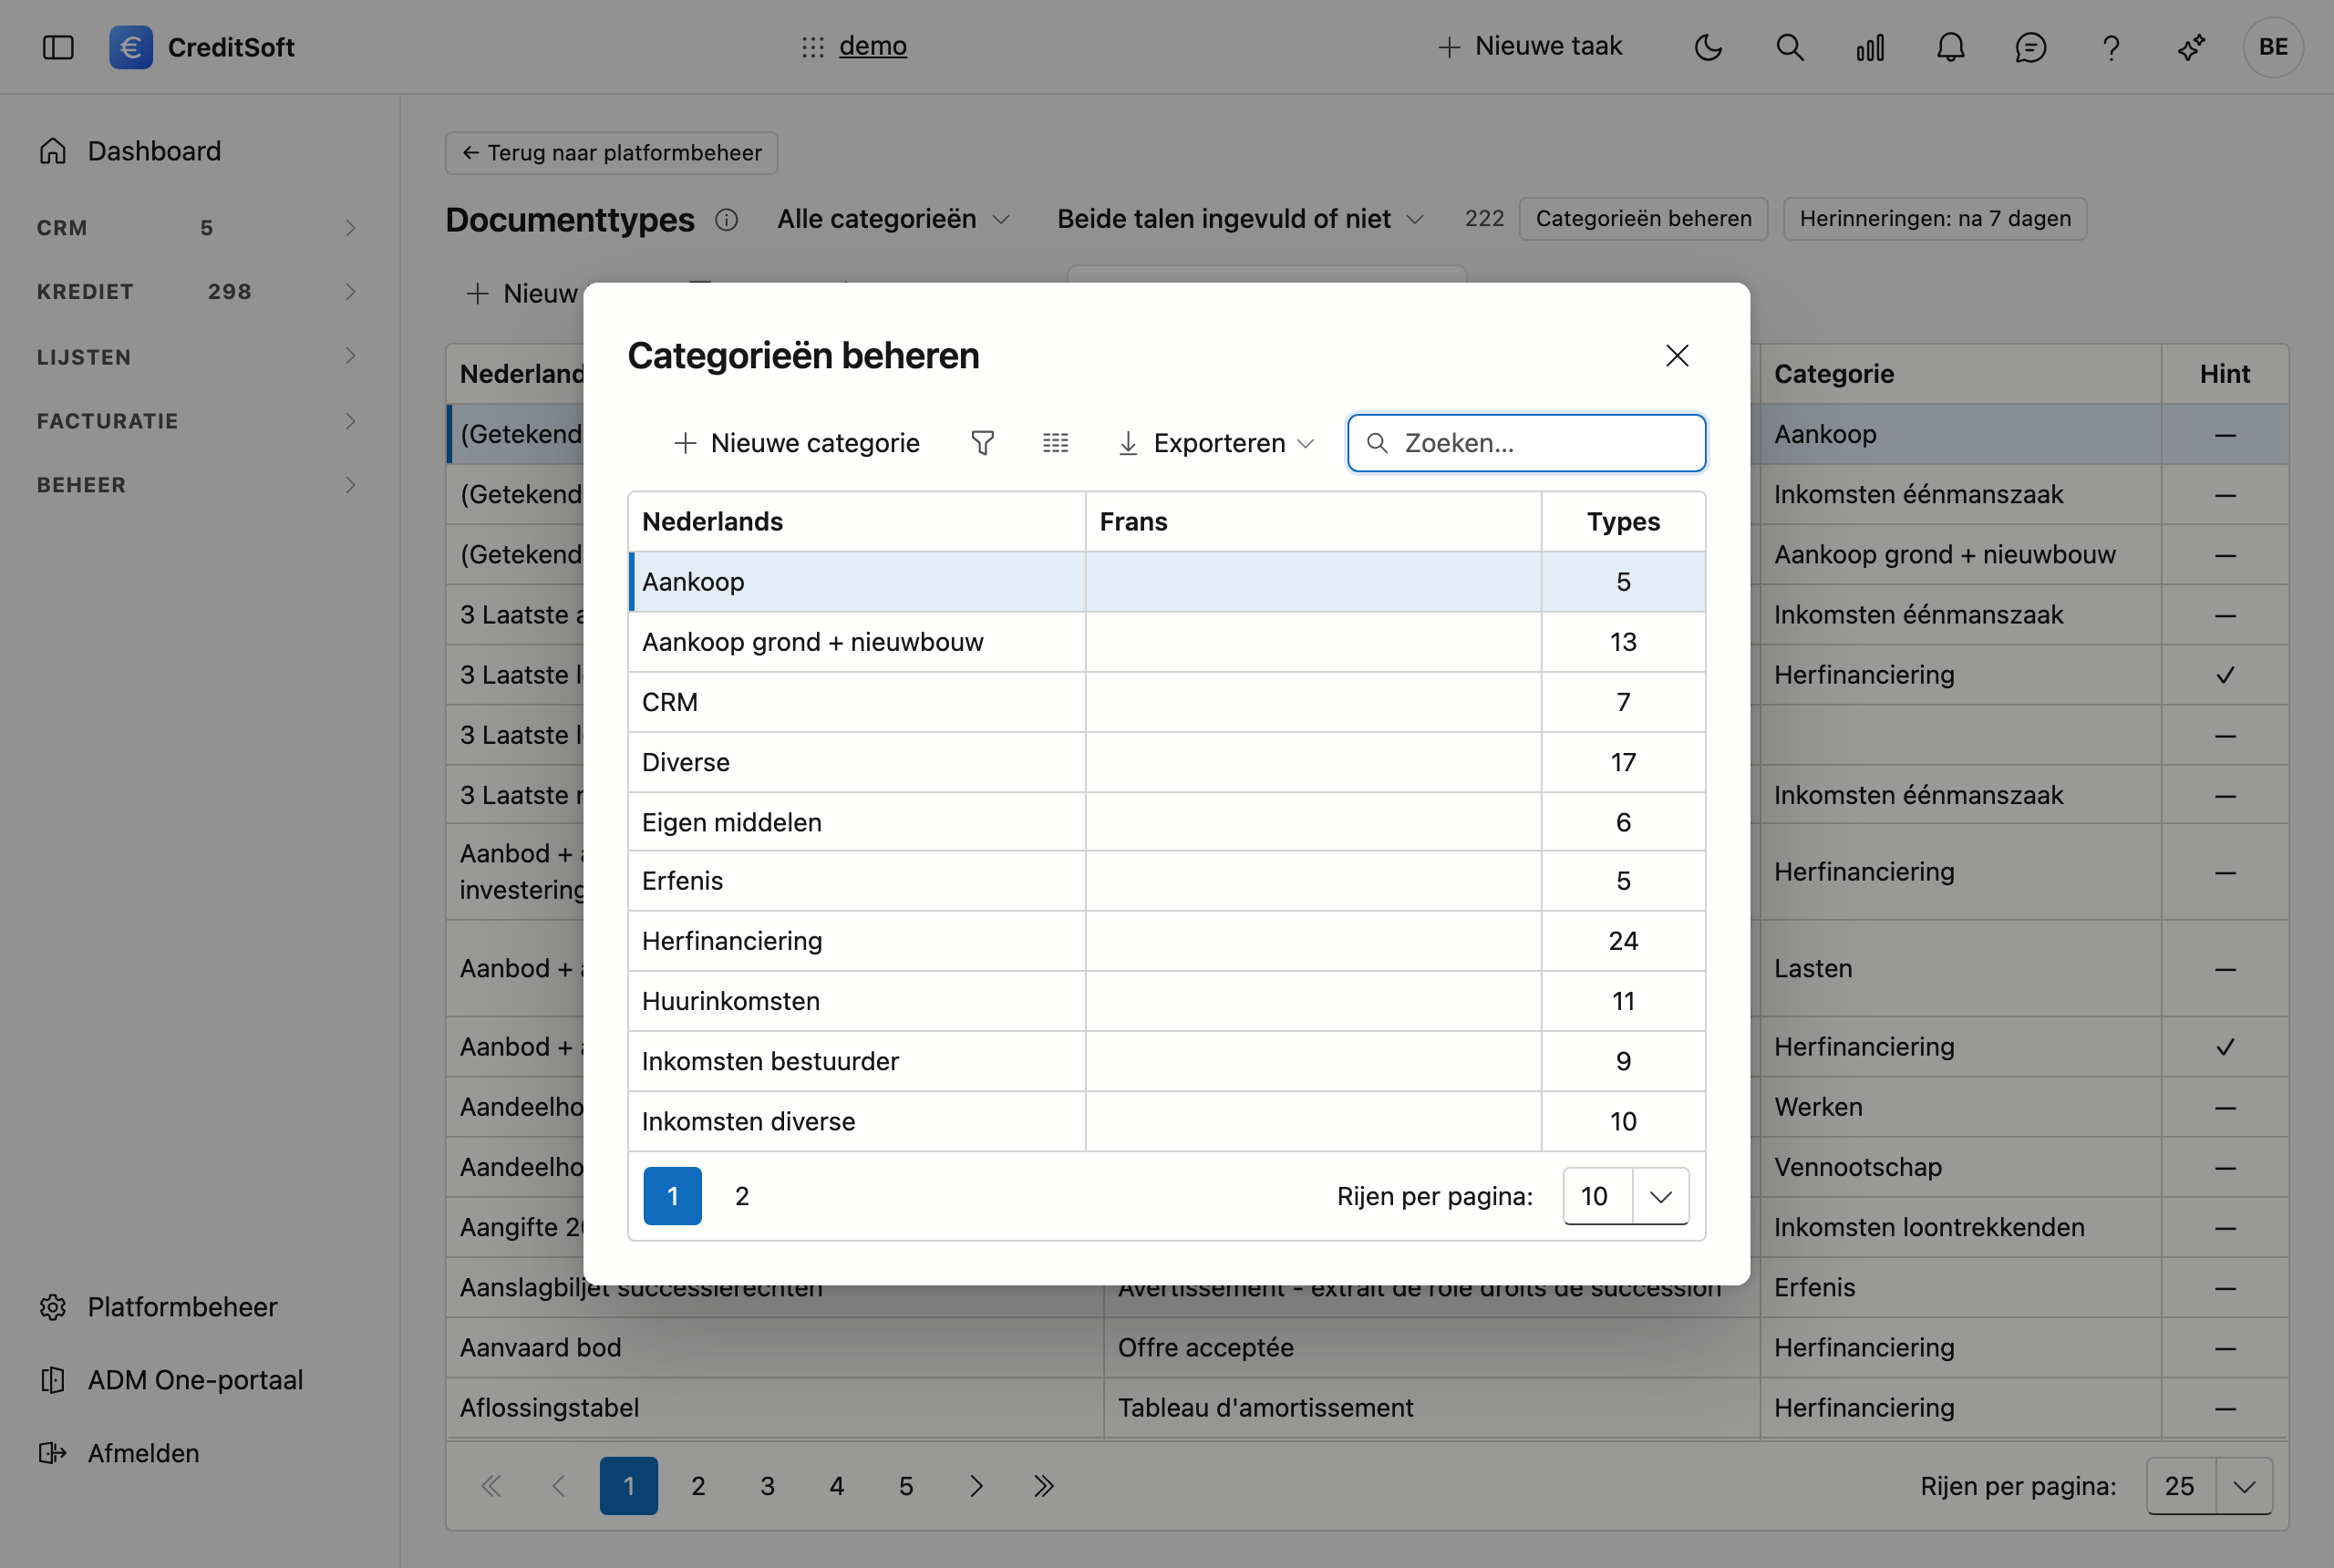 CreditSoft
demo
Nieuwe taak
BE
Dashboard
CRM 5
KREDIET 298
LIJSTEN
FACTURATIE
BEHEER
Platformbeheer
ADM One-portaal
Afmelden
← Terug naar platformbeheer
Documenttypes Alle categorieën Beide talen ingevuld of niet 222 Categorieën beheren Herinneringen: na 7 dagen
Nieuw
Categorieën beheren
Nieuwe categorie Exporteren Zoeken...
Nederlands Frans Types
Aankoop 5
Aankoop grond + nieuwbouw 13
CRM 7
Diverse 17
Eigen middelen 6
Erfenis 5
Herfinanciering 24
Huurinkomsten 11
Inkomsten bestuurder 9
Inkomsten diverse 10
1 2 Rijen per pagina: 10
Categorie Hint
(Getekend Aankoop —
(Getekend Inkomsten éénmanszaak —
(Getekend Aankoop grond + nieuwbouw —
3 Laatste Inkomsten éénmanszaak —
3 Laatste Herfinanciering ✓
3 Laatste —
3 Laatste Inkomsten éénmanszaak —
Aanbod +
investering Herfinanciering —
Aanbod + Lasten —
Aanbod + Herfinanciering ✓
Aandeelho Werken —
Aandeelho Vennootschap —
Aangifte Inkomsten loontrekkenden —
Aanslagbiljet successierechten Avertissement - extrait de rôle droits de succession Erfenis —
Aanvaard bod Offre acceptée Herfinanciering —
Aflossingstabel Tableau d'amortissement Herfinanciering —
1 2 3 4 5 Rijen per pagina: 25